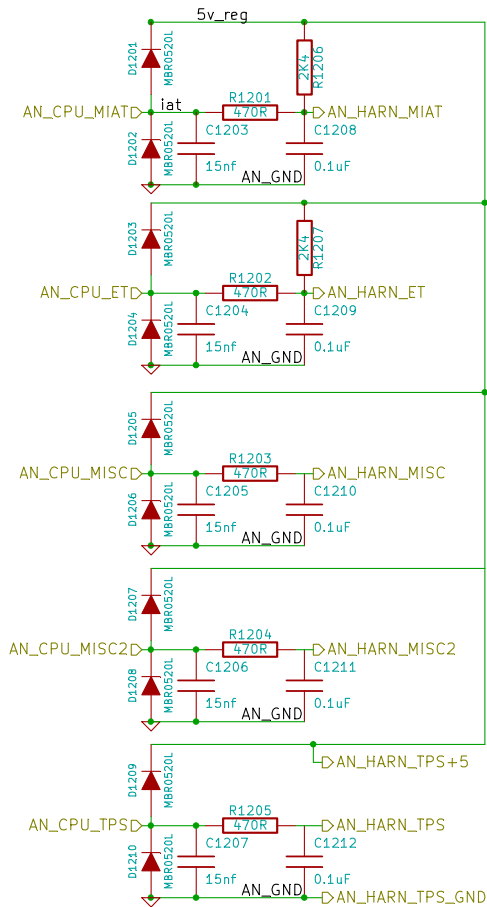 5v_reg
D1201
MBR0520L
2K4
R1206
AN_CPU_MIAT
iat
R1201
470R
AN_HARN_MIAT
D1202
MBR0520L
C1203
15nf
C1208
0.1uF
AN_GND
D1203
MBR0520L
2K4
R1207
AN_CPU_ET
R1202
470R
AN_HARN_ET
D1204
MBR0520L
C1204
15nf
C1209
0.1uF
AN_GND
D1205
MBR0520L
AN_CPU_MISC
R1203
470R
AN_HARN_MISC
D1206
MBR0520L
C1205
15nf
C1210
0.1uF
AN_GND
D1207
MBR0520L
AN_CPU_MISC2
R1204
470R
AN_HARN_MISC2
D1208
MBR0520L
C1206
15nf
C1211
0.1uF
AN_GND
D1209
MBR0520L
AN_HARN_TPS+5
AN_CPU_TPS
R1205
470R
AN_HARN_TPS
D1210
MBR0520L
C1207
15nf
C1212
0.1uF
AN_GND
AN_HARN_TPS_GND